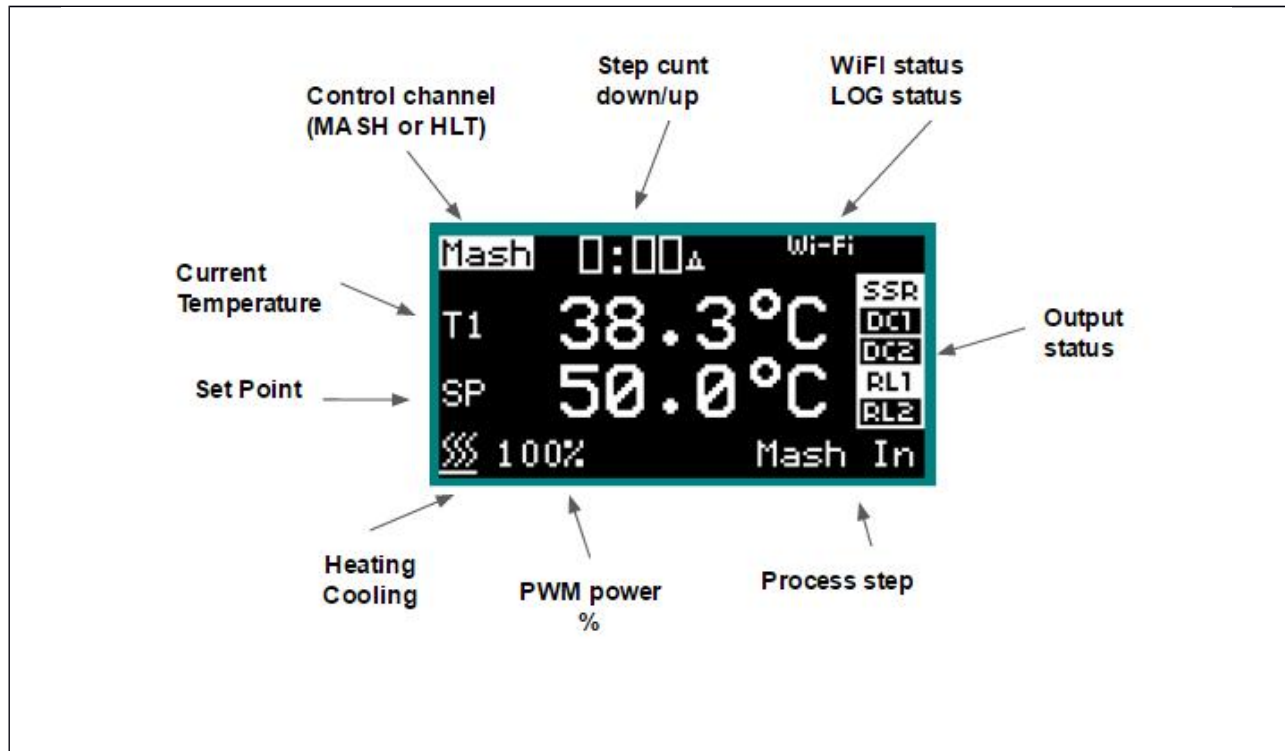 Step cunt
down/up
WiFI status
LOG status
Control channel
(MASH or HLT)
Mash 0:00 Wi-Fi
Current
Temperature
T1 38.3°C
SSR
DC1
DC2
RL1
RL2
Output
status
Set Point
SP 50.0°C
100% Mash In
Heating
Cooling
PWM power
%
Process step